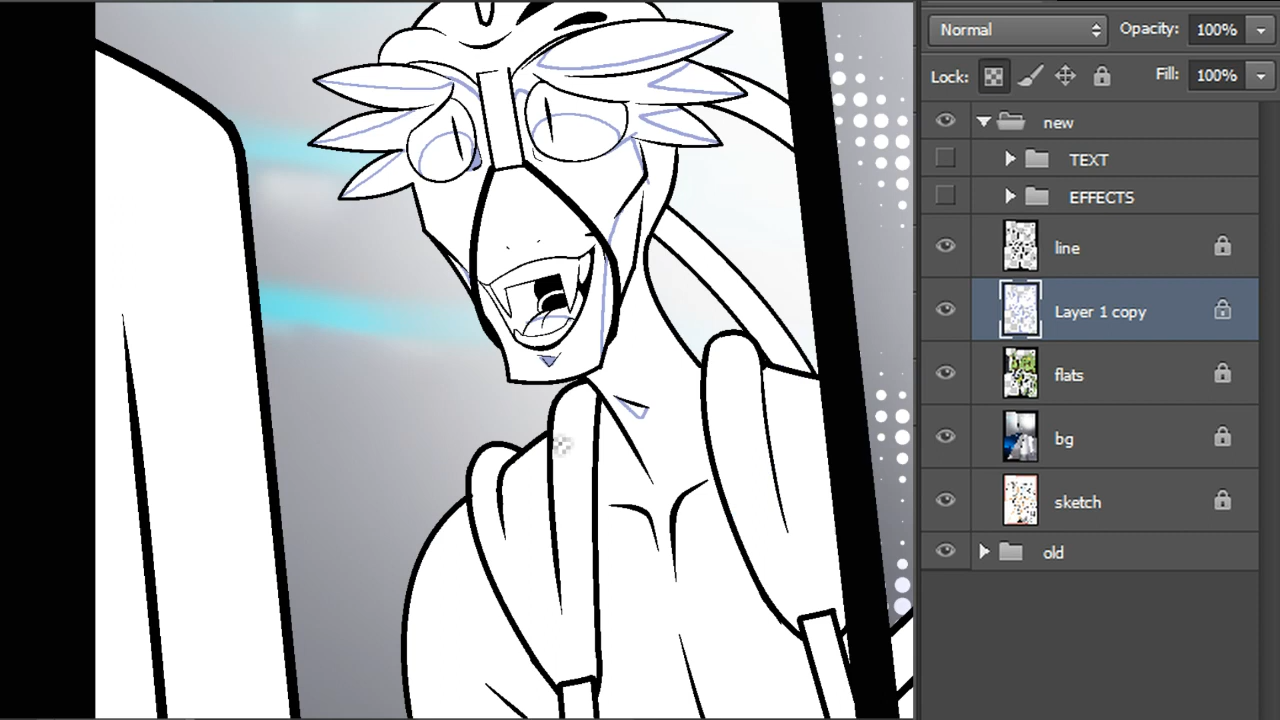 Normal
Opacity: 100%
Lock:
Fill: 100%
new
TEXT
EFFECTS
line
Layer 1 copy
flats
bg
sketch
old